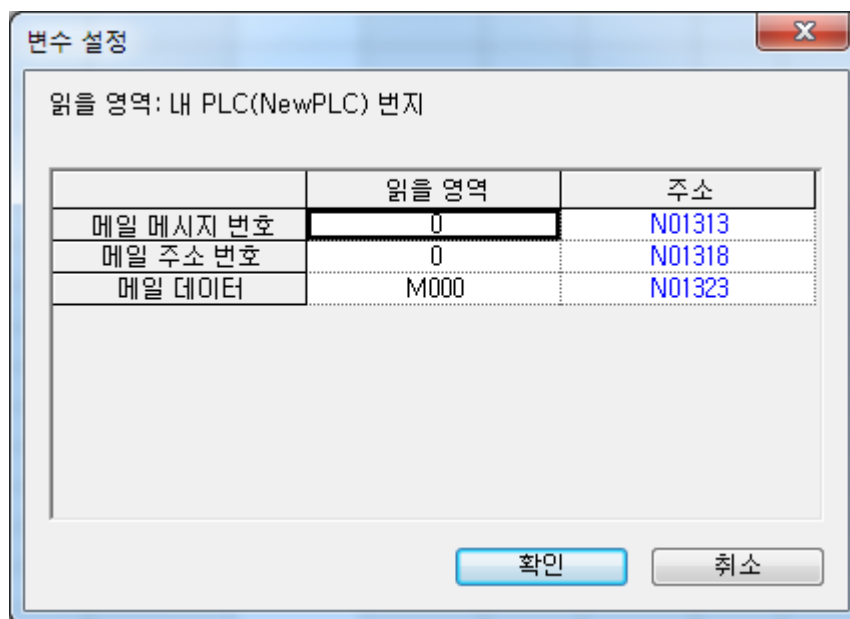 변수 설정
읽을 영역: 내 PLC(NewPLC) 번지
읽을 영역 주소
메일 메시지 번호 0 N01313
메일 주소 번호 0 N01318
메일 데이터 M000 N01323
확인 취소